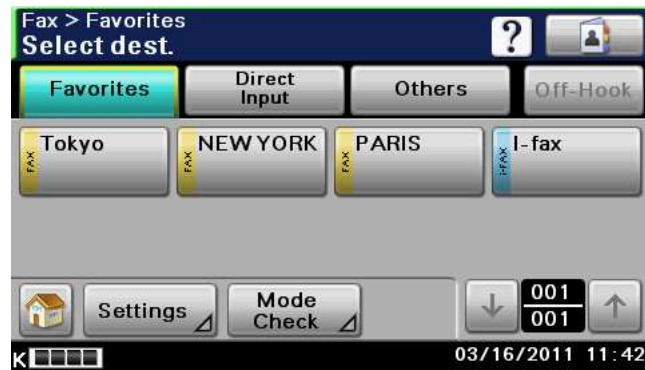 Fax > Favorites
Select dest.
?
Favorites
Direct
Input
Others
Off-Hook
FAX
Tokyo
FAX
NEW YORK
FAX
PARIS
I-FAX
I-fax
Settings
Mode
Check
001
001
K
03/16/2011 11:42